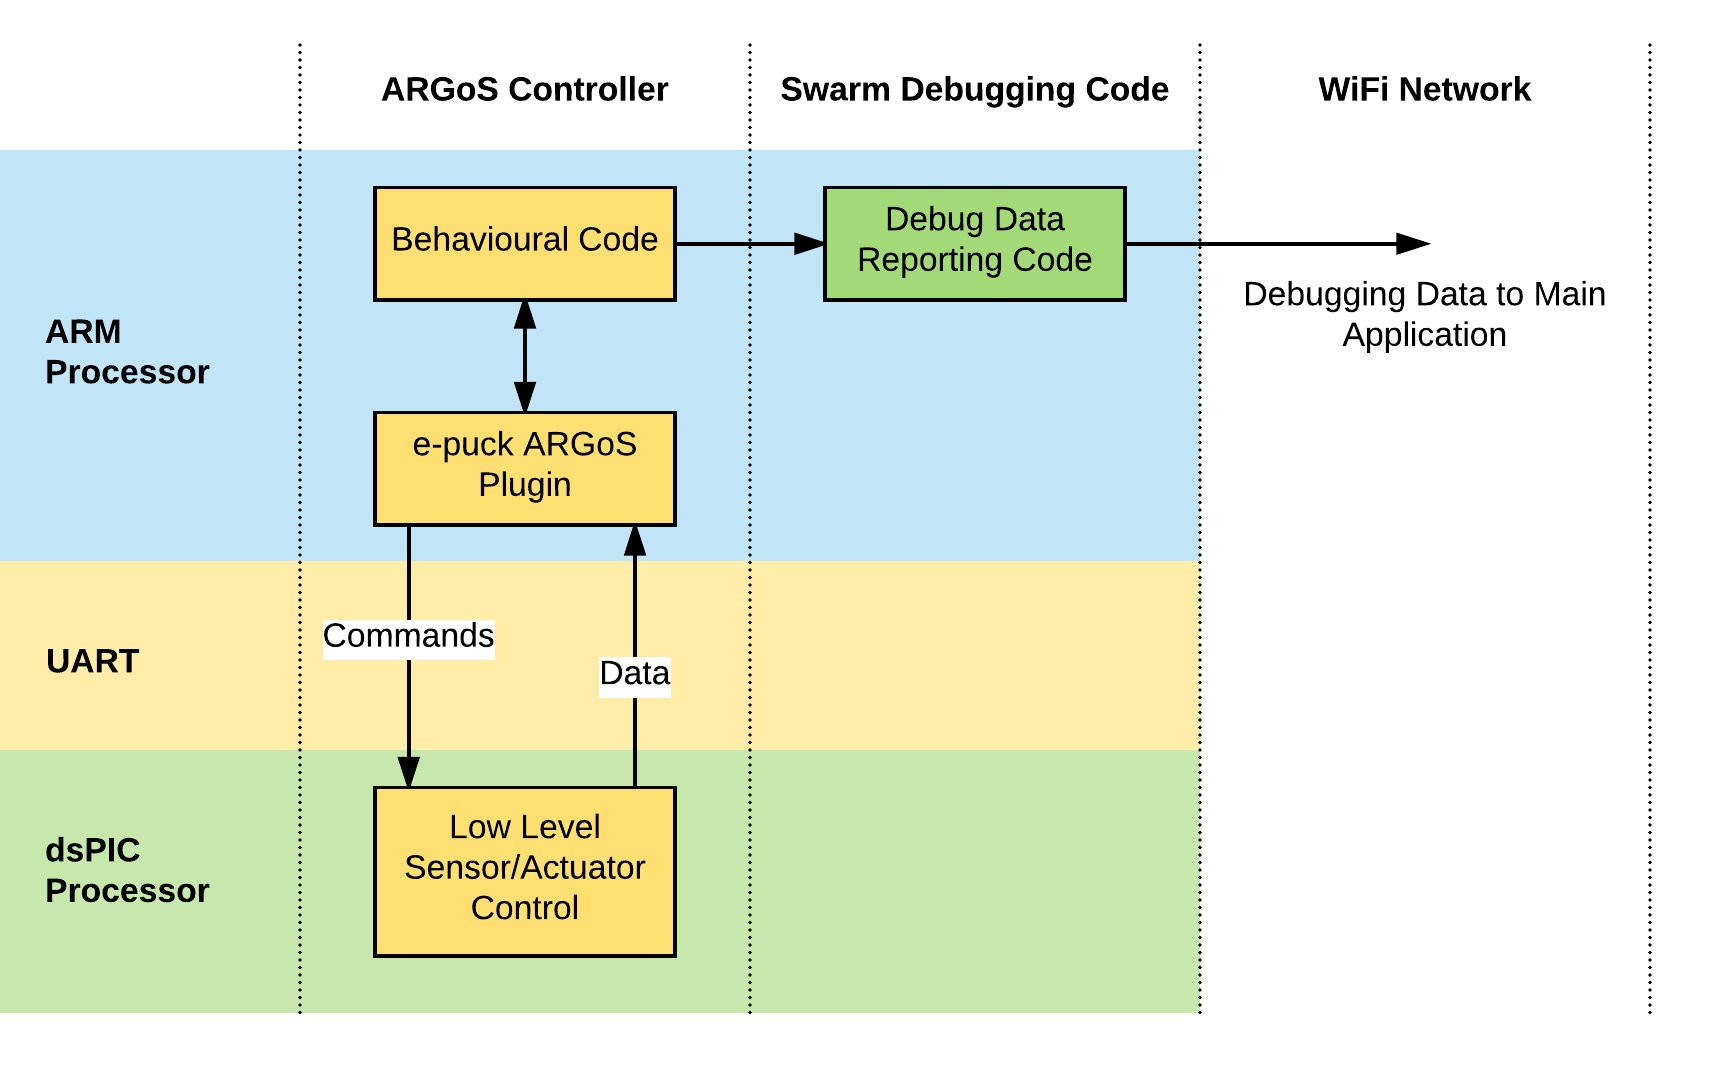 ARGoS Controller
Swarm Debugging Code
WiFi Network
Behavioural Code
Debug Data
Reporting Code
Debugging Data to Main
Application
ARM
Processor
e-puck ARGoS
Plugin
UART
Commands
Data
dsPIC
Processor
Low Level
Sensor/Actuator
Control